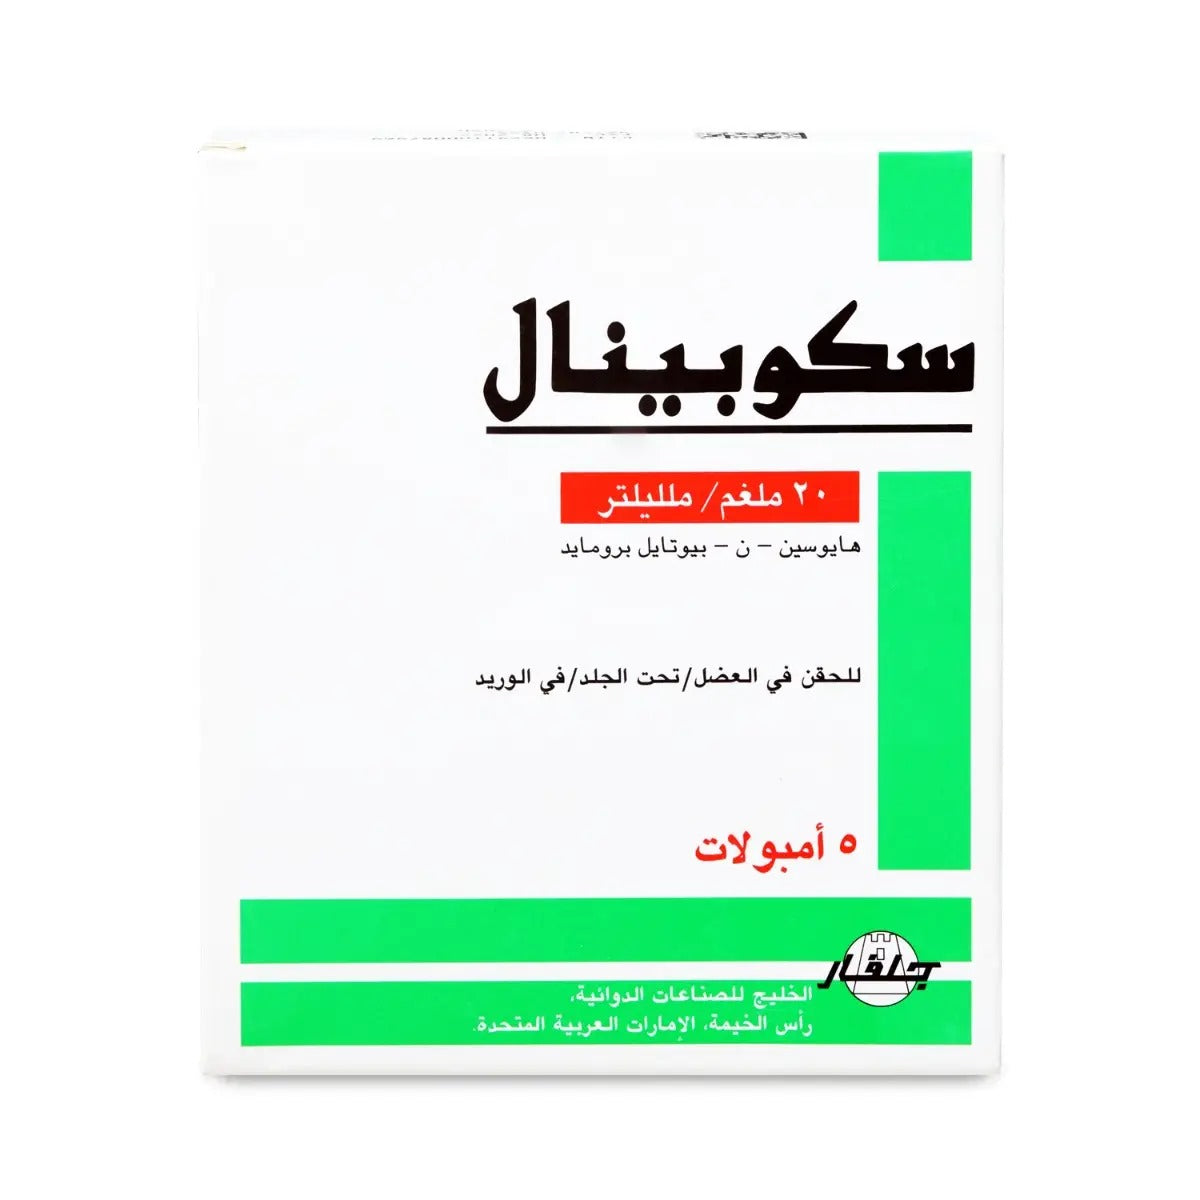 سكوبينال
٢٠ ملغم/ ملليلتر
هايوسين - ن - بيوتايل برومايد
للحقن في العضل/تحت الجلد/في الوريد
٥ أمبولات
جلفار
الخليج للصناعات الدوائية،
رأس الخيمة، الإمارات العربية المتحدة.